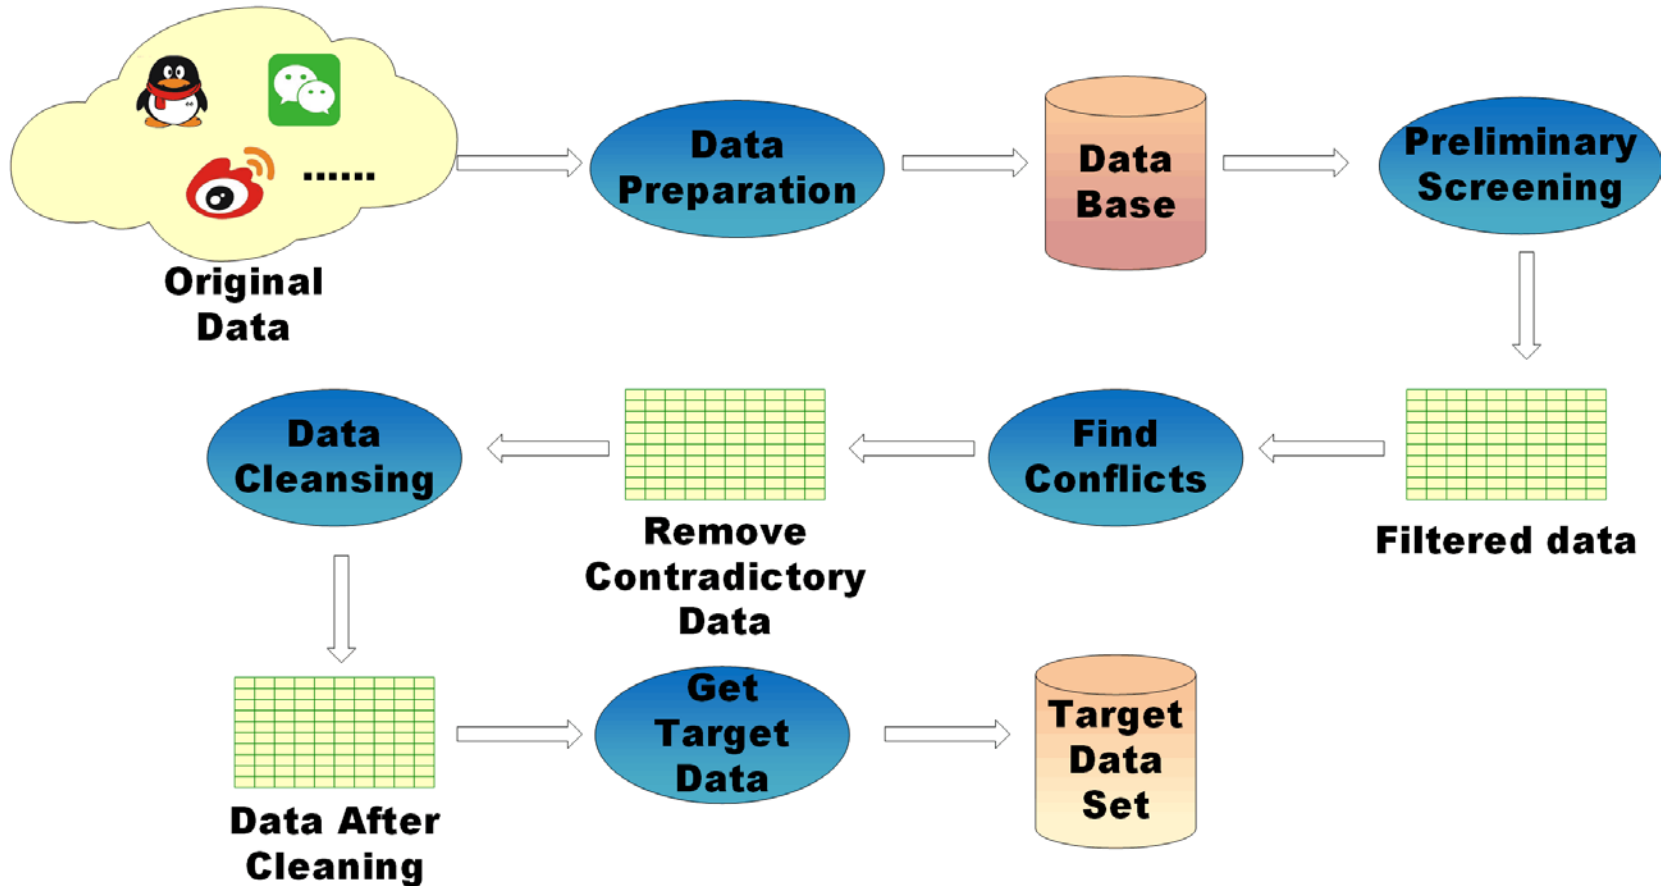 ......
Original
Data
Data
Preparation
Data
Base
Preliminary
Screening
Data
Cleansing
Remove
Contradictory
Data
Find
Conflicts
Filtered data
Data After
Cleaning
Get
Target
Data
Target
Data
Set